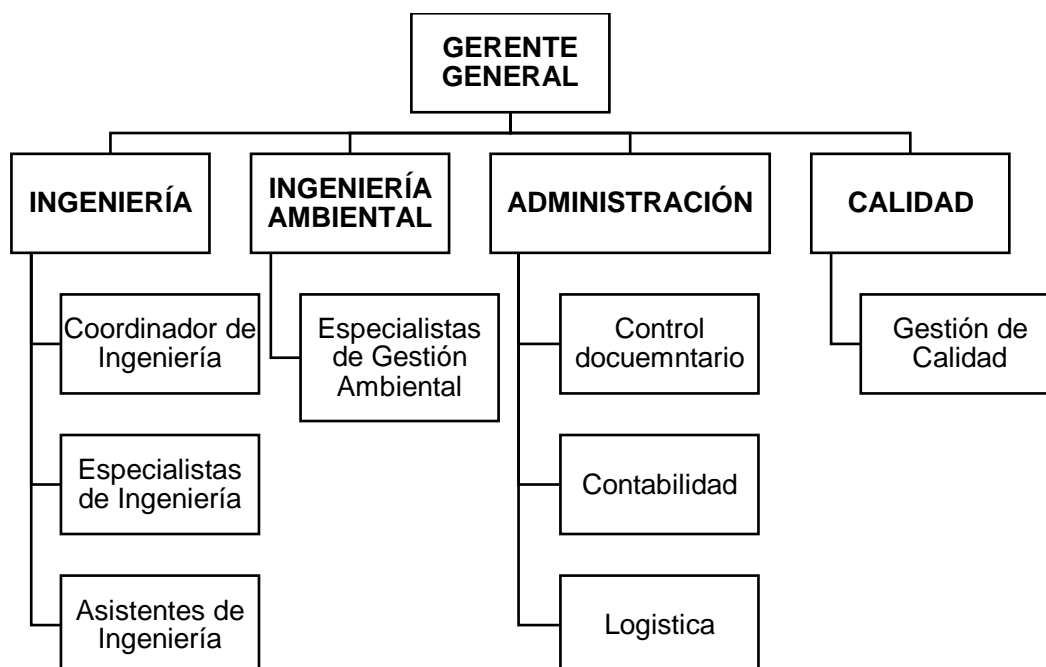 GERENTE
GENERAL
INGENIERÍA
INGENIERÍA
AMBIENTAL
ADMINISTRACIÓN
CALIDAD
Coordinador de
Ingeniería
Especialistas
de Gestión
Ambiental
Control
docuemntario
Gestión de
Calidad
Especialistas
de Ingeniería
Contabilidad
Asistentes de
Ingeniería
Logistica